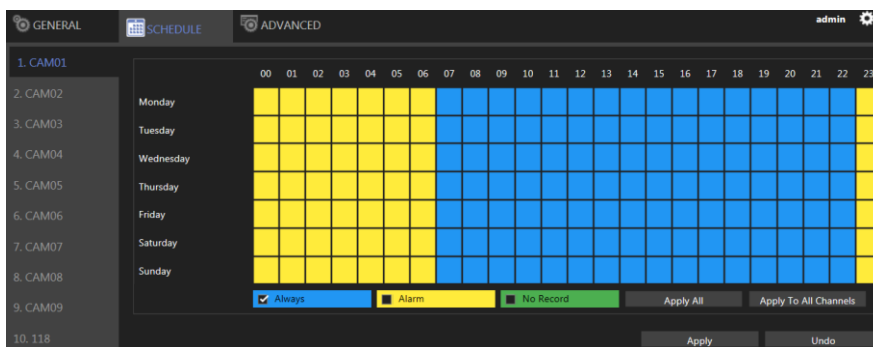 GENERAL SCHEDULE ADVANCED admin
1. CAM01
00 01 02 03 04 05 06 07 08 09 10 11 12 13 14 15 16 17 18 19 20 21 22 23
2. CAM02
Monday
3. CAM03
Tuesday
4. CAM04
Wednesday
5. CAM05
Thursday
6. CAM06
Friday
7. CAM07
Saturday
8. CAM08
Sunday
9. CAM09
Always Alarm No Record Apply All Apply To All Channels
10. 118
Apply Undo